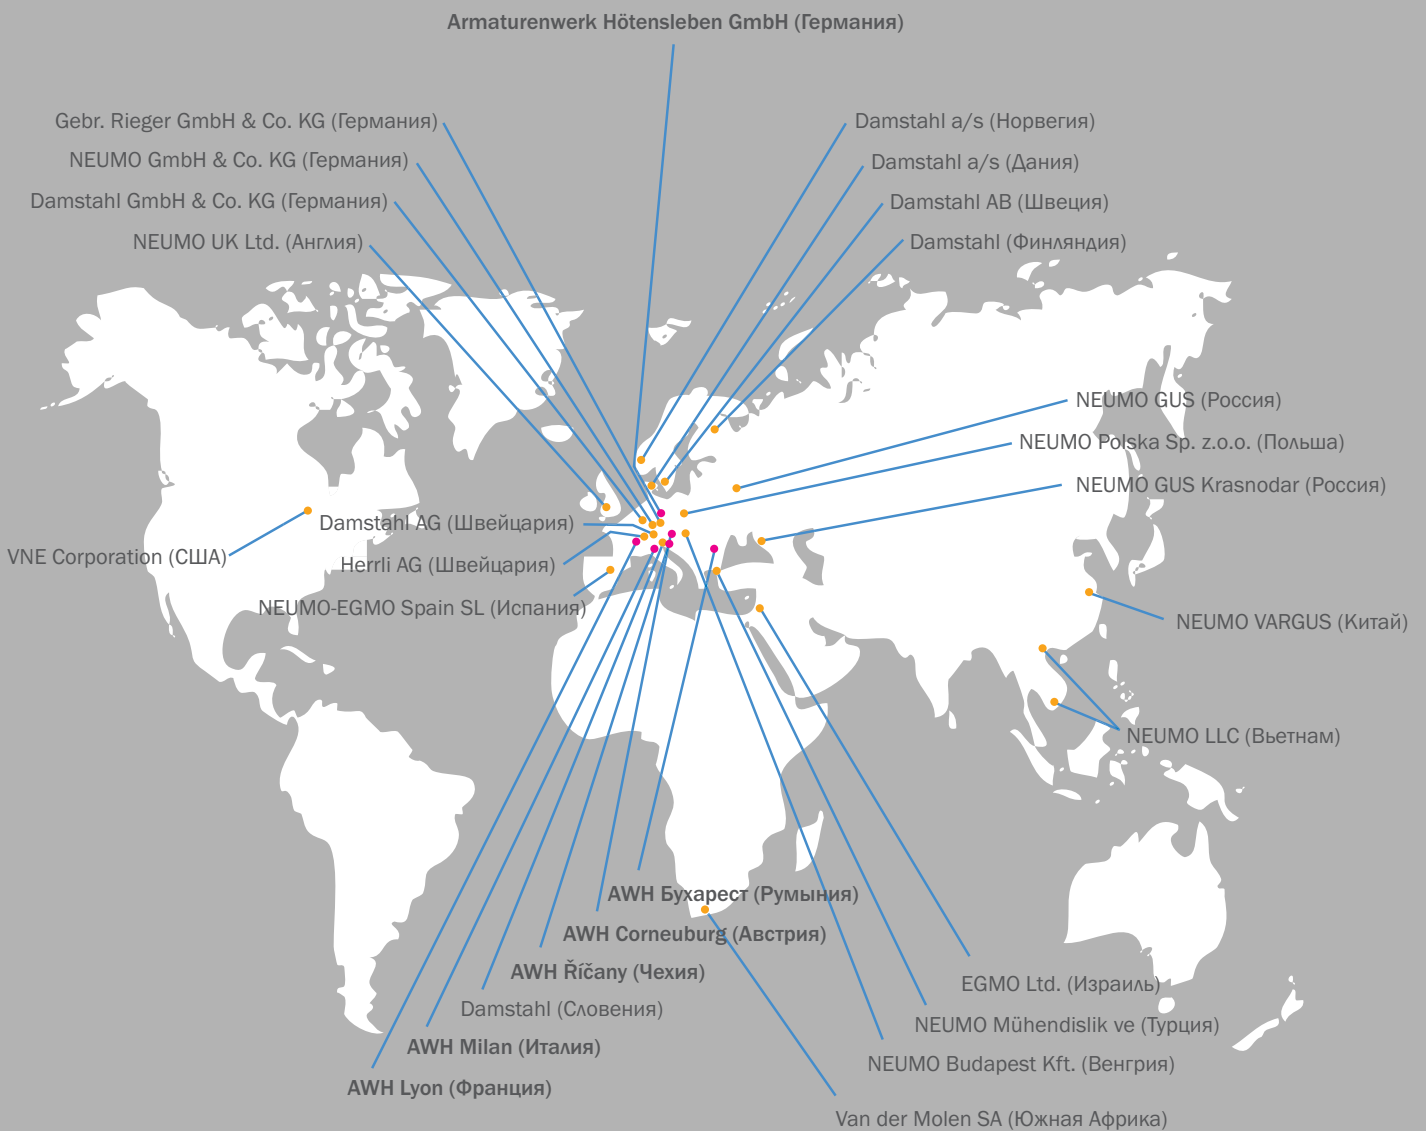 Armaturenwerk Hötensleben GmbH (Германия)
Gebr. Rieger GmbH & Co. KG (Германия)
NEUMO GmbH & Co. KG (Германия)
Damstahl GmbH & Co. KG (Германия)
NEUMO UK Ltd. (Англия)
Damstahl a/s (Норвегия)
Damstahl a/s (Дания)
Damstahl AB (Швеция)
Damstahl (Финляндия)
NEUMO GUS (Россия)
NEUMO Polska Sp. z.o.o. (Польша)
NEUMO GUS Krasnodar (Россия)
Damstahl AG (Швейцария)
VNE Corporation (США)
Herrli AG (Швейцария)
NEUMO-EGMO Spain SL (Испания)
NEUMO VARGUS (Китай)
NEUMO LLC (Вьетнам)
AWH Бухарест (Румыния)
AWH Corneuburg (Австрия)
AWH Říčany (Чехия)
Damstahl (Словения)
AWH Milan (Италия)
AWH Lyon (Франция)
EGMO Ltd. (Израиль)
NEUMO Mühendislik ve (Турция)
NEUMO Budapest Kft. (Венгрия)
Van der Molen SA (Южная Африка)